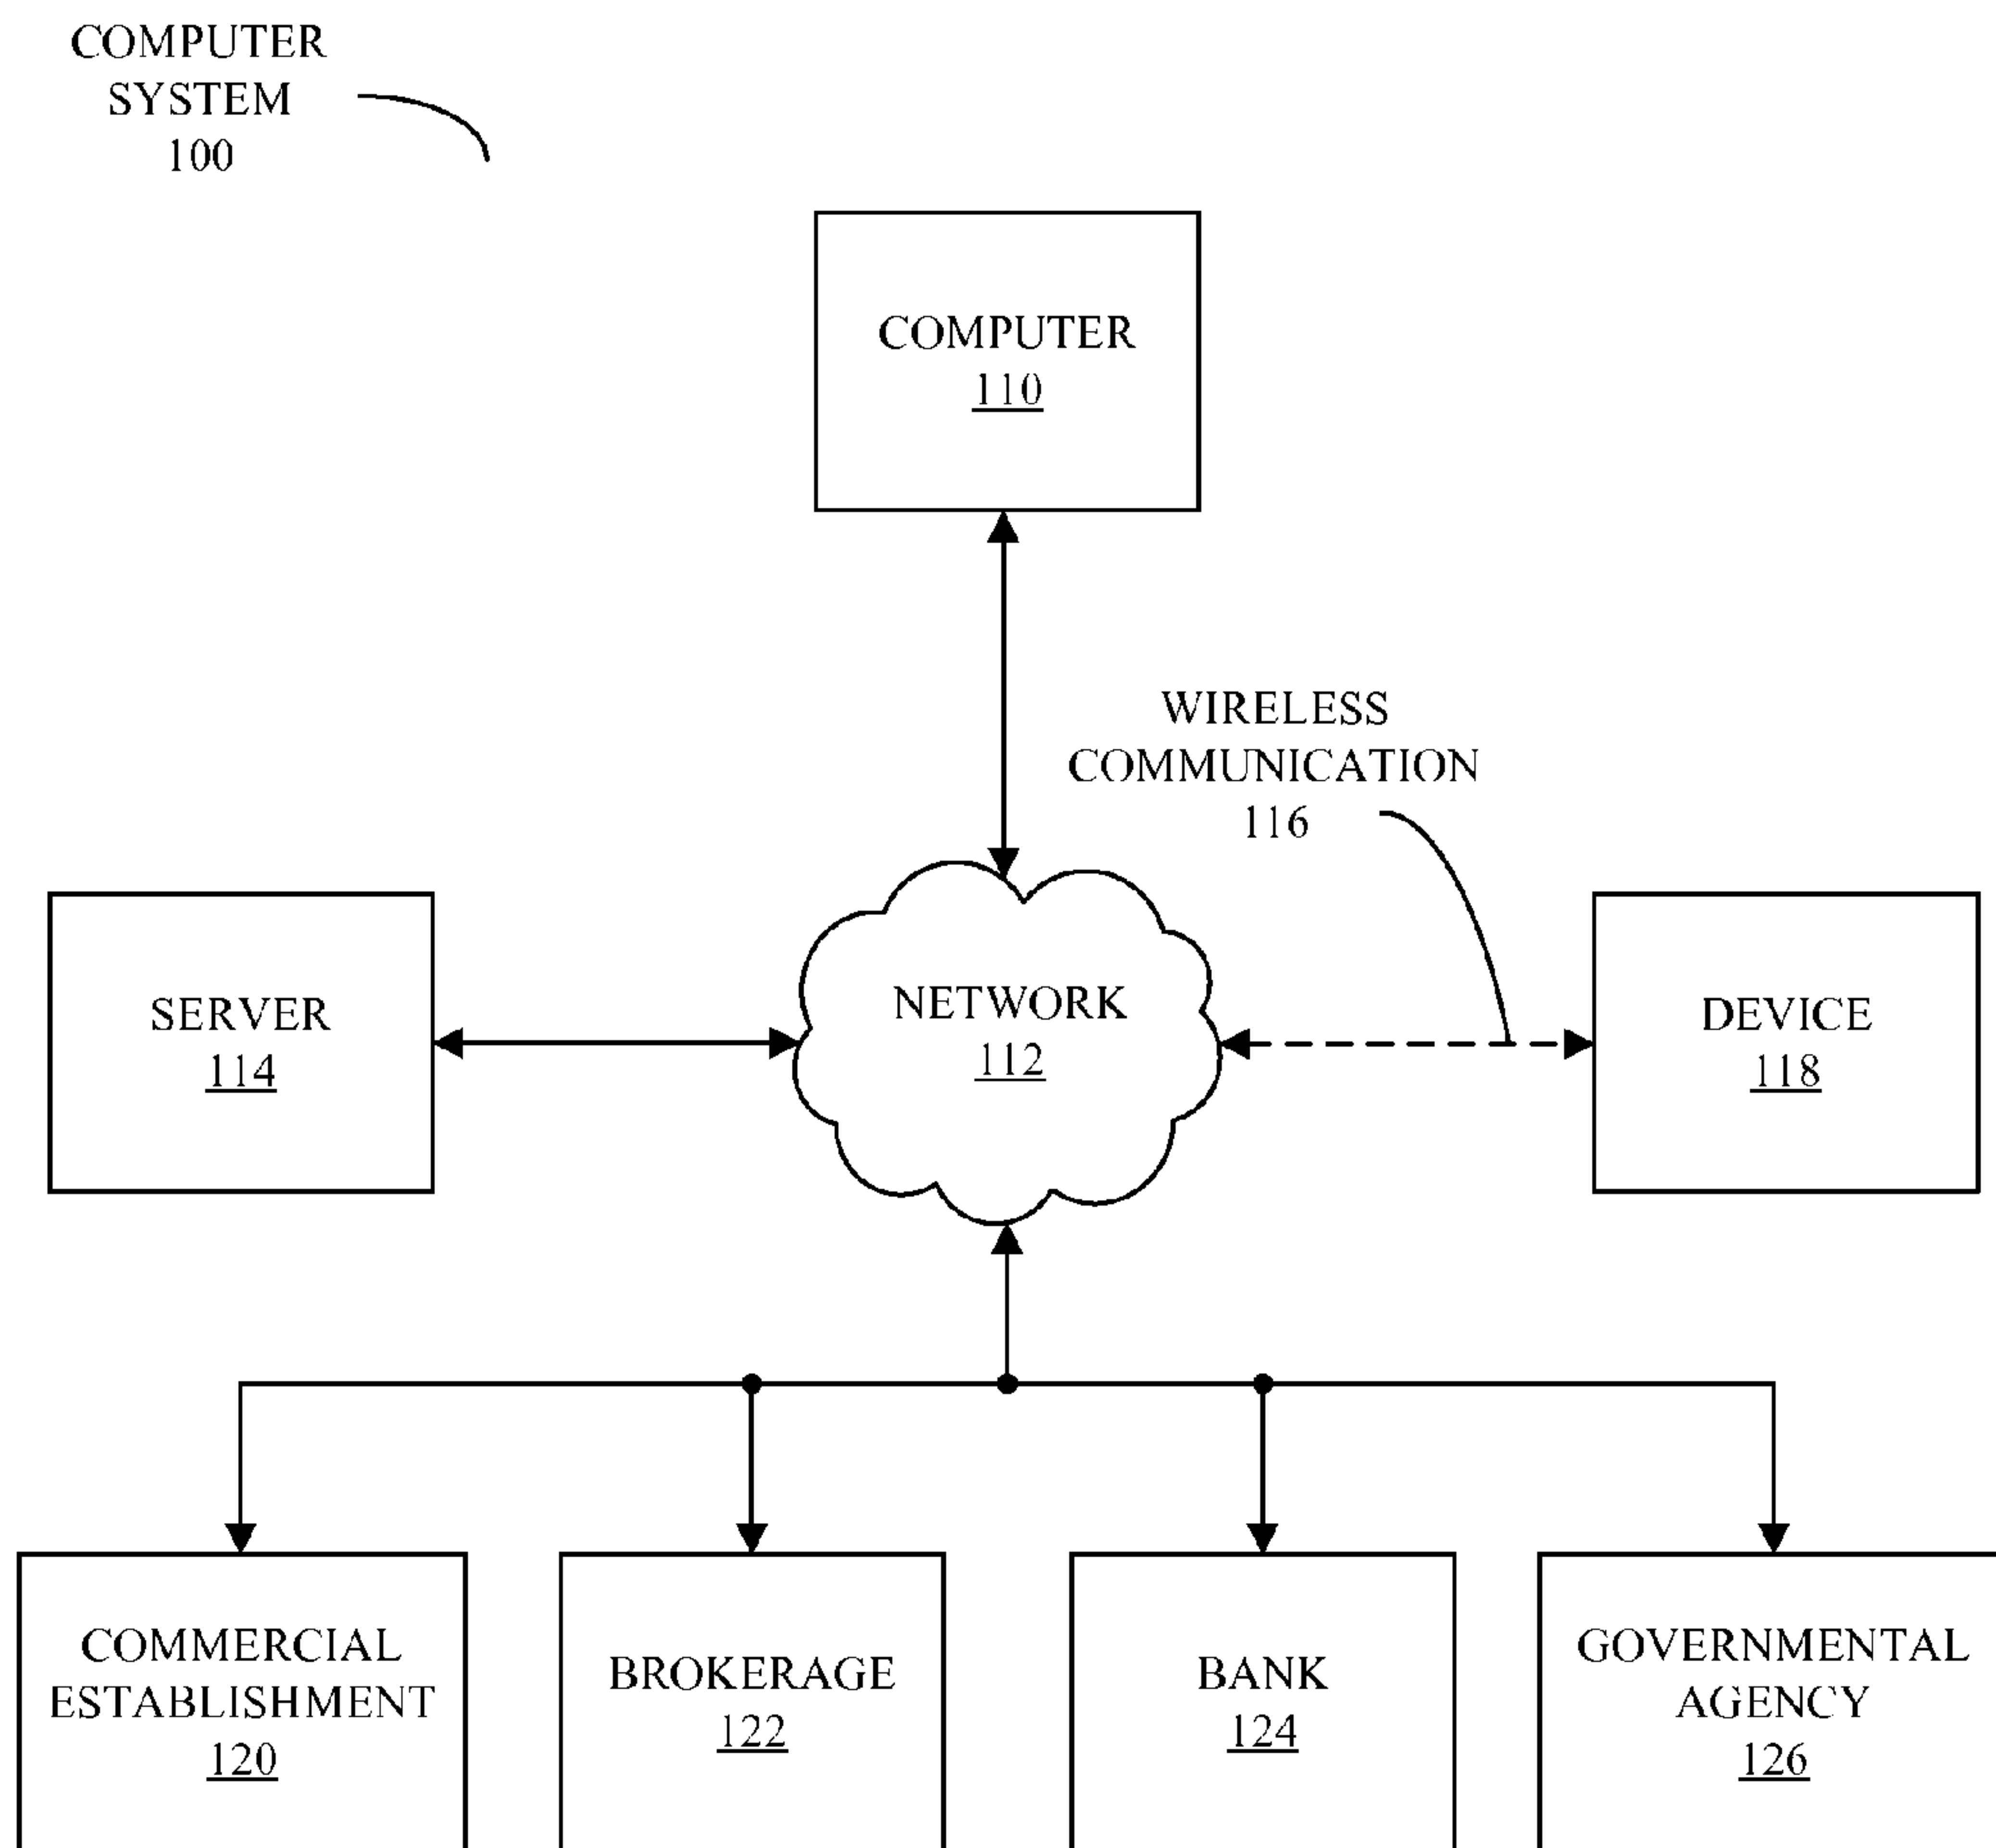 COMPUTER
SYSTEM
100
COMPUTER
110
WIRELESS
COMMUNICATION
116
SERVER
114
NETWORK
112
DEVICE
118
COMMERCIAL
ESTABLISHMENT
120
BROKERAGE
122
BANK
124
GOVERNMENTAL
AGENCY
126